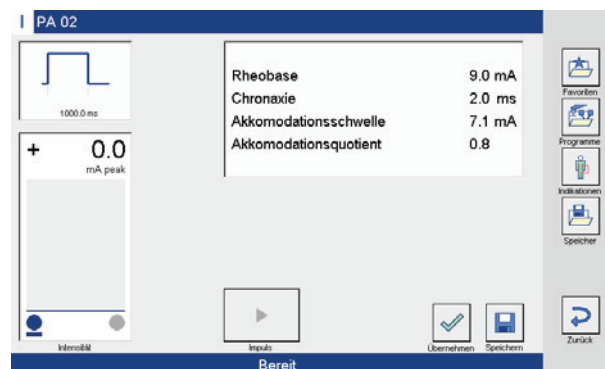 PA 02
1000.0 ms
+ 0.0
mA peak
Intensität
Rheobase 9.0 mA
Chronaxie 2.0 ms
Akkomodationsschwelle 7.1 mA
Akkomodationsquotient 0.8
Impuls
Übernehmen
Speichern
Favoriten
Programme
Indikationen
Speicher
Zurück
Bereit